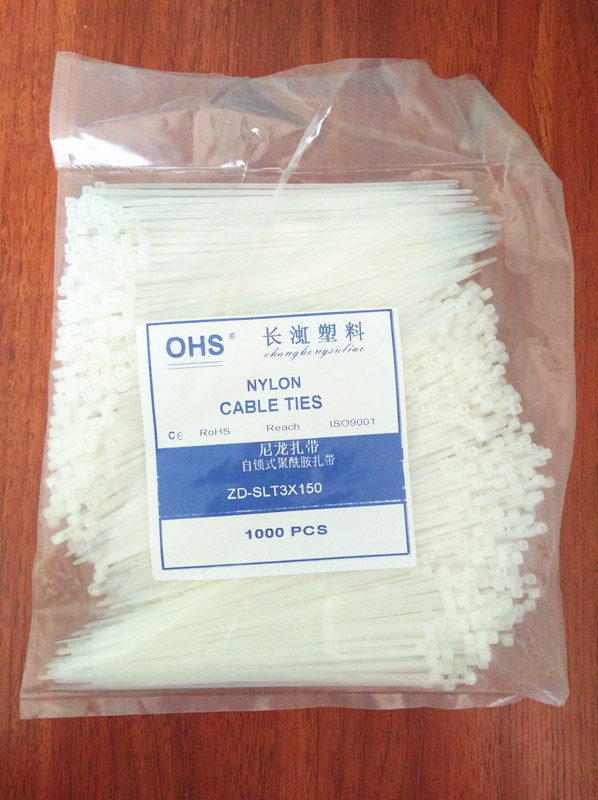 OHS® 长浉塑料
changhongsuliao
NYLON
CABLE TIES
CE RoHS Reach ISO9001
尼龙扎带
自锁式聚酰胺扎带
ZD-SLT3X150
1000 PCS